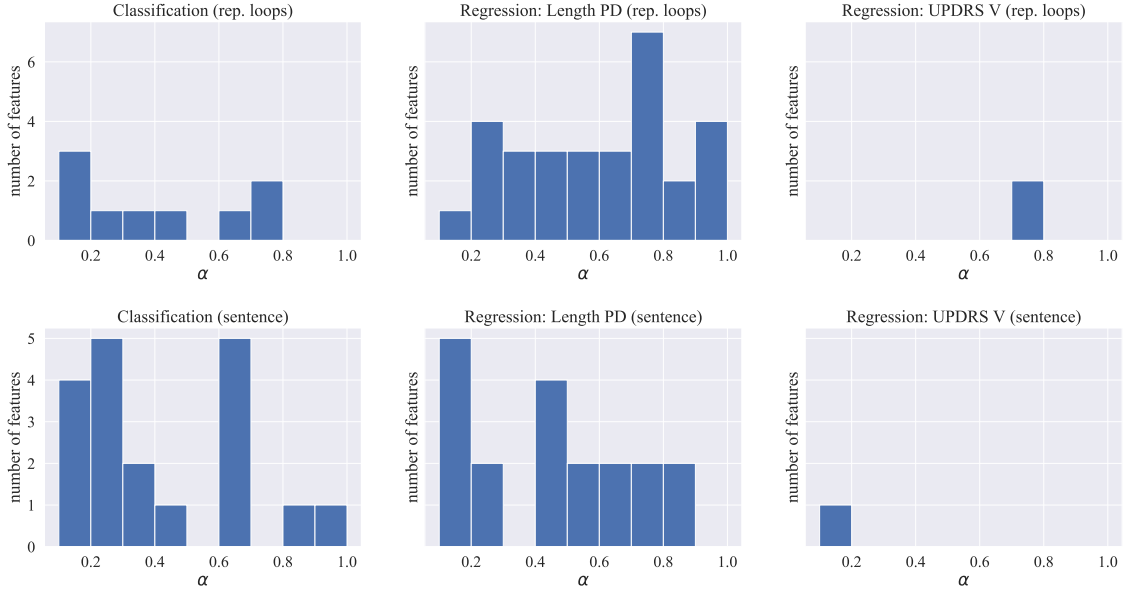 Classification (rep. loops)
number of features
6
4
2
0
0.2 0.4 0.6 0.8 1.0
α
Regression: Length PD (rep. loops)
number of features
0.2 0.4 0.6 0.8 1.0
α
Regression: UPDRS V (rep. loops)
number of features
0.2 0.4 0.6 0.8 1.0
α
Classification (sentence)
number of features
5
4
3
2
1
0
0.2 0.4 0.6 0.8 1.0
α
Regression: Length PD (sentence)
number of features
0.2 0.4 0.6 0.8 1.0
α
Regression: UPDRS V (sentence)
number of features
0.2 0.4 0.6 0.8 1.0
α